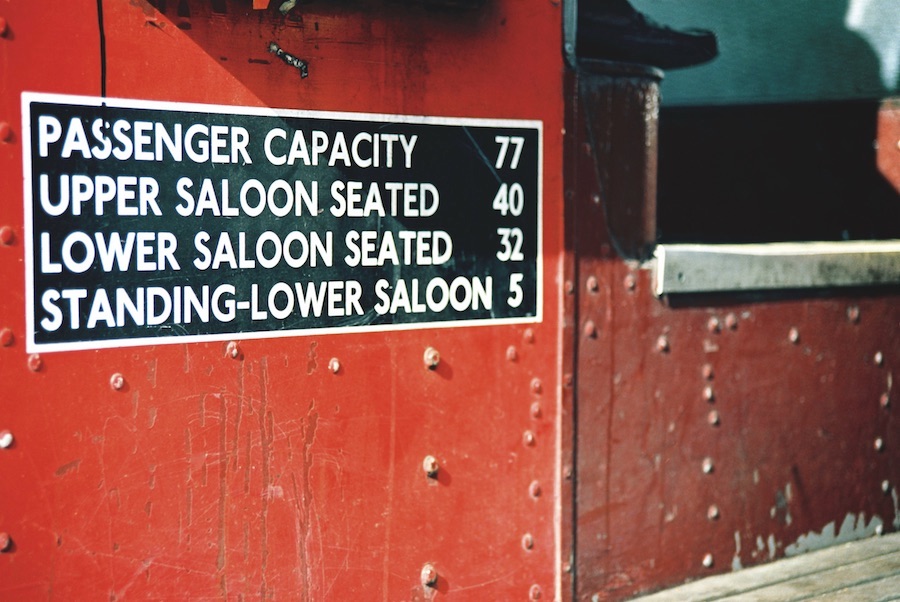 PASSENGER CAPACITY 77
UPPER SALOON SEATED 40
LOWER SALOON SEATED 32
STANDING-LOWER SALOON 5